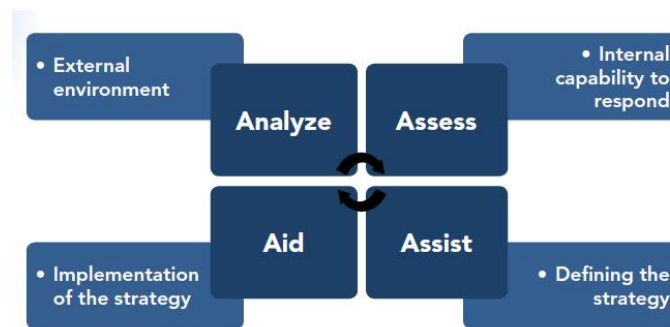 • External
environment
Analyze
Assess
• Internal
capability to
respond
• Implementation
of the strategy
Aid
Assist
• Defining the
strategy